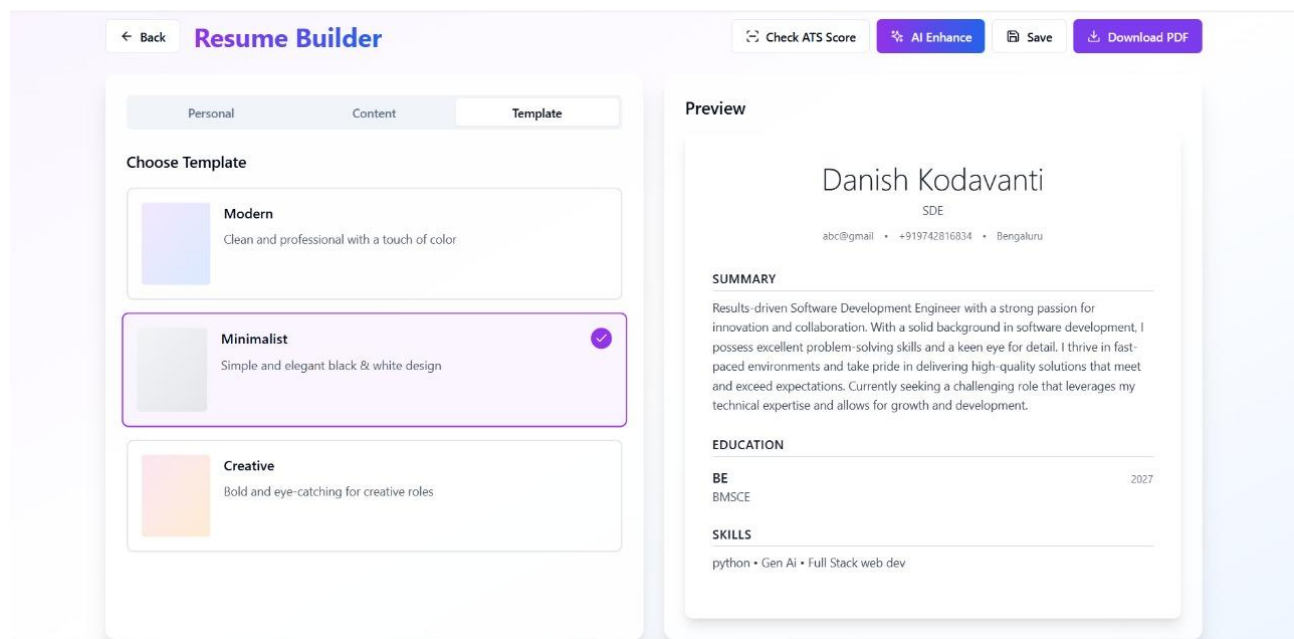 Back
Resume Builder
Check ATS Score
AI Enhance
Save
Download PDF
Personal
Content
Template
Choose Template
Modern
Clean and professional with a touch of color
Minimalist
Simple and elegant black & white design
Creative
Bold and eye-catching for creative roles
Preview
Danish Kodavanti
SDE
abc@gmail • +919742816834 • Bengaluru
SUMMARY
Results-driven Software Development Engineer with a strong passion for
innovation and collaboration. With a solid background in software development, I
possess excellent problem-solving skills and a keen eye for detail. I thrive in fast-
paced environments and take pride in delivering high-quality solutions that meet
and exceed expectations. Currently seeking a challenging role that leverages my
technical expertise and allows for growth and development.
EDUCATION
BE 2027
BMSCE
SKILLS
python • Gen Ai • Full Stack web dev